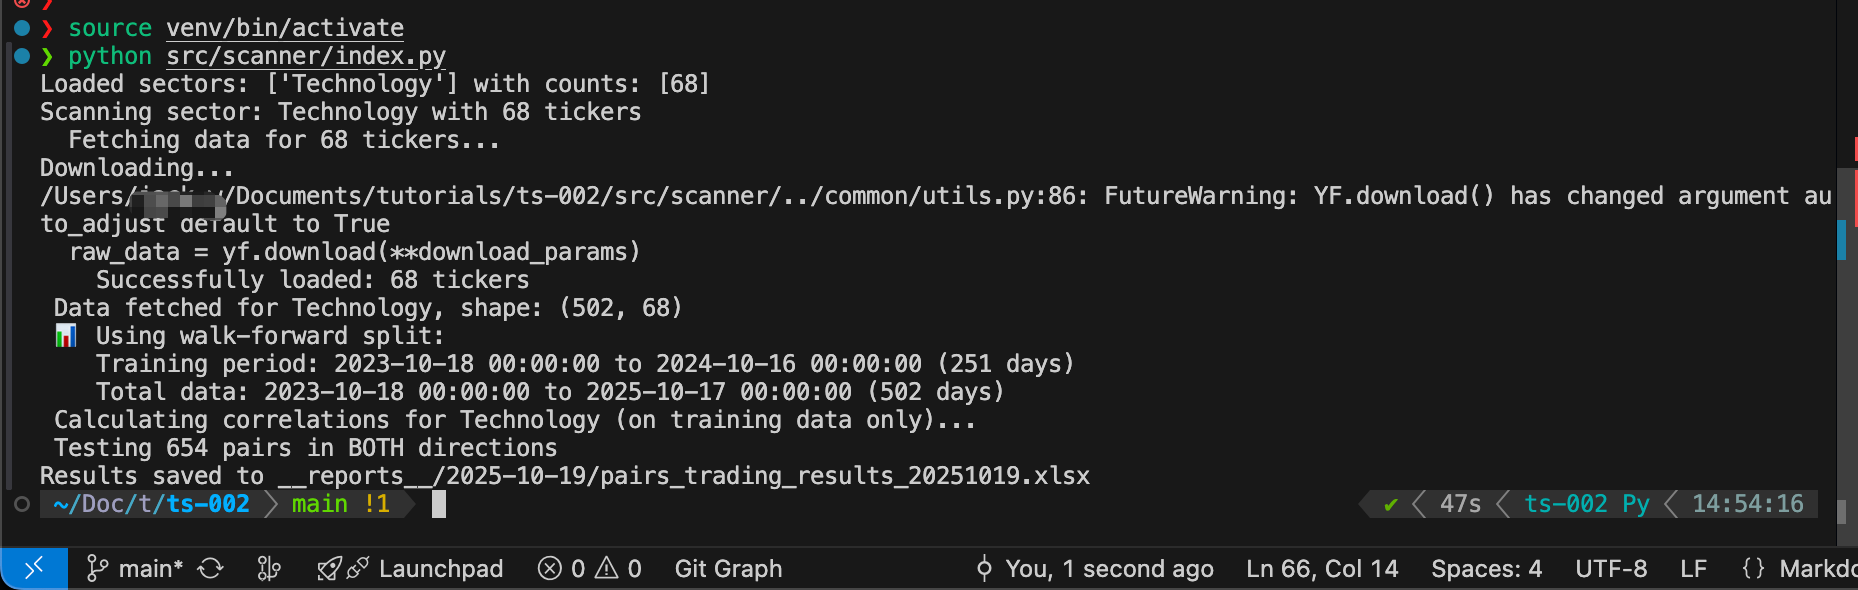 ❯
❯ source venv/bin/activate
❯ python src/scanner/index.py
Loaded sectors: ['Technology'] with counts: [68]
Scanning sector: Technology with 68 tickers
  Fetching data for 68 tickers...
Downloading...
/Users/ /Documents/tutorials/ts-002/src/scanner/../common/utils.py:86: FutureWarning: YF.download() has changed argument au
to_adjust default to True
  raw_data = yf.download(**download_params)
    Successfully loaded: 68 tickers
 Data fetched for Technology, shape: (502, 68)
 📊 Using walk-forward split:
    Training period: 2023-10-18 00:00:00 to 2024-10-16 00:00:00 (251 days)
    Total data: 2023-10-18 00:00:00 to 2025-10-17 00:00:00 (502 days)
 Calculating correlations for Technology (on training data only)...
 Testing 654 pairs in BOTH directions
Results saved to __reports__/2025-10-19/pairs_trading_results_20251019.xlsx
~/Doc/t/ts-002 main !1 ✔ 47s ts-002 Py 14:54:16
main* Launchpad 0 0 Git Graph You, 1 second ago Ln 66, Col 14 Spaces: 4 UTF-8 LF {} Markdo